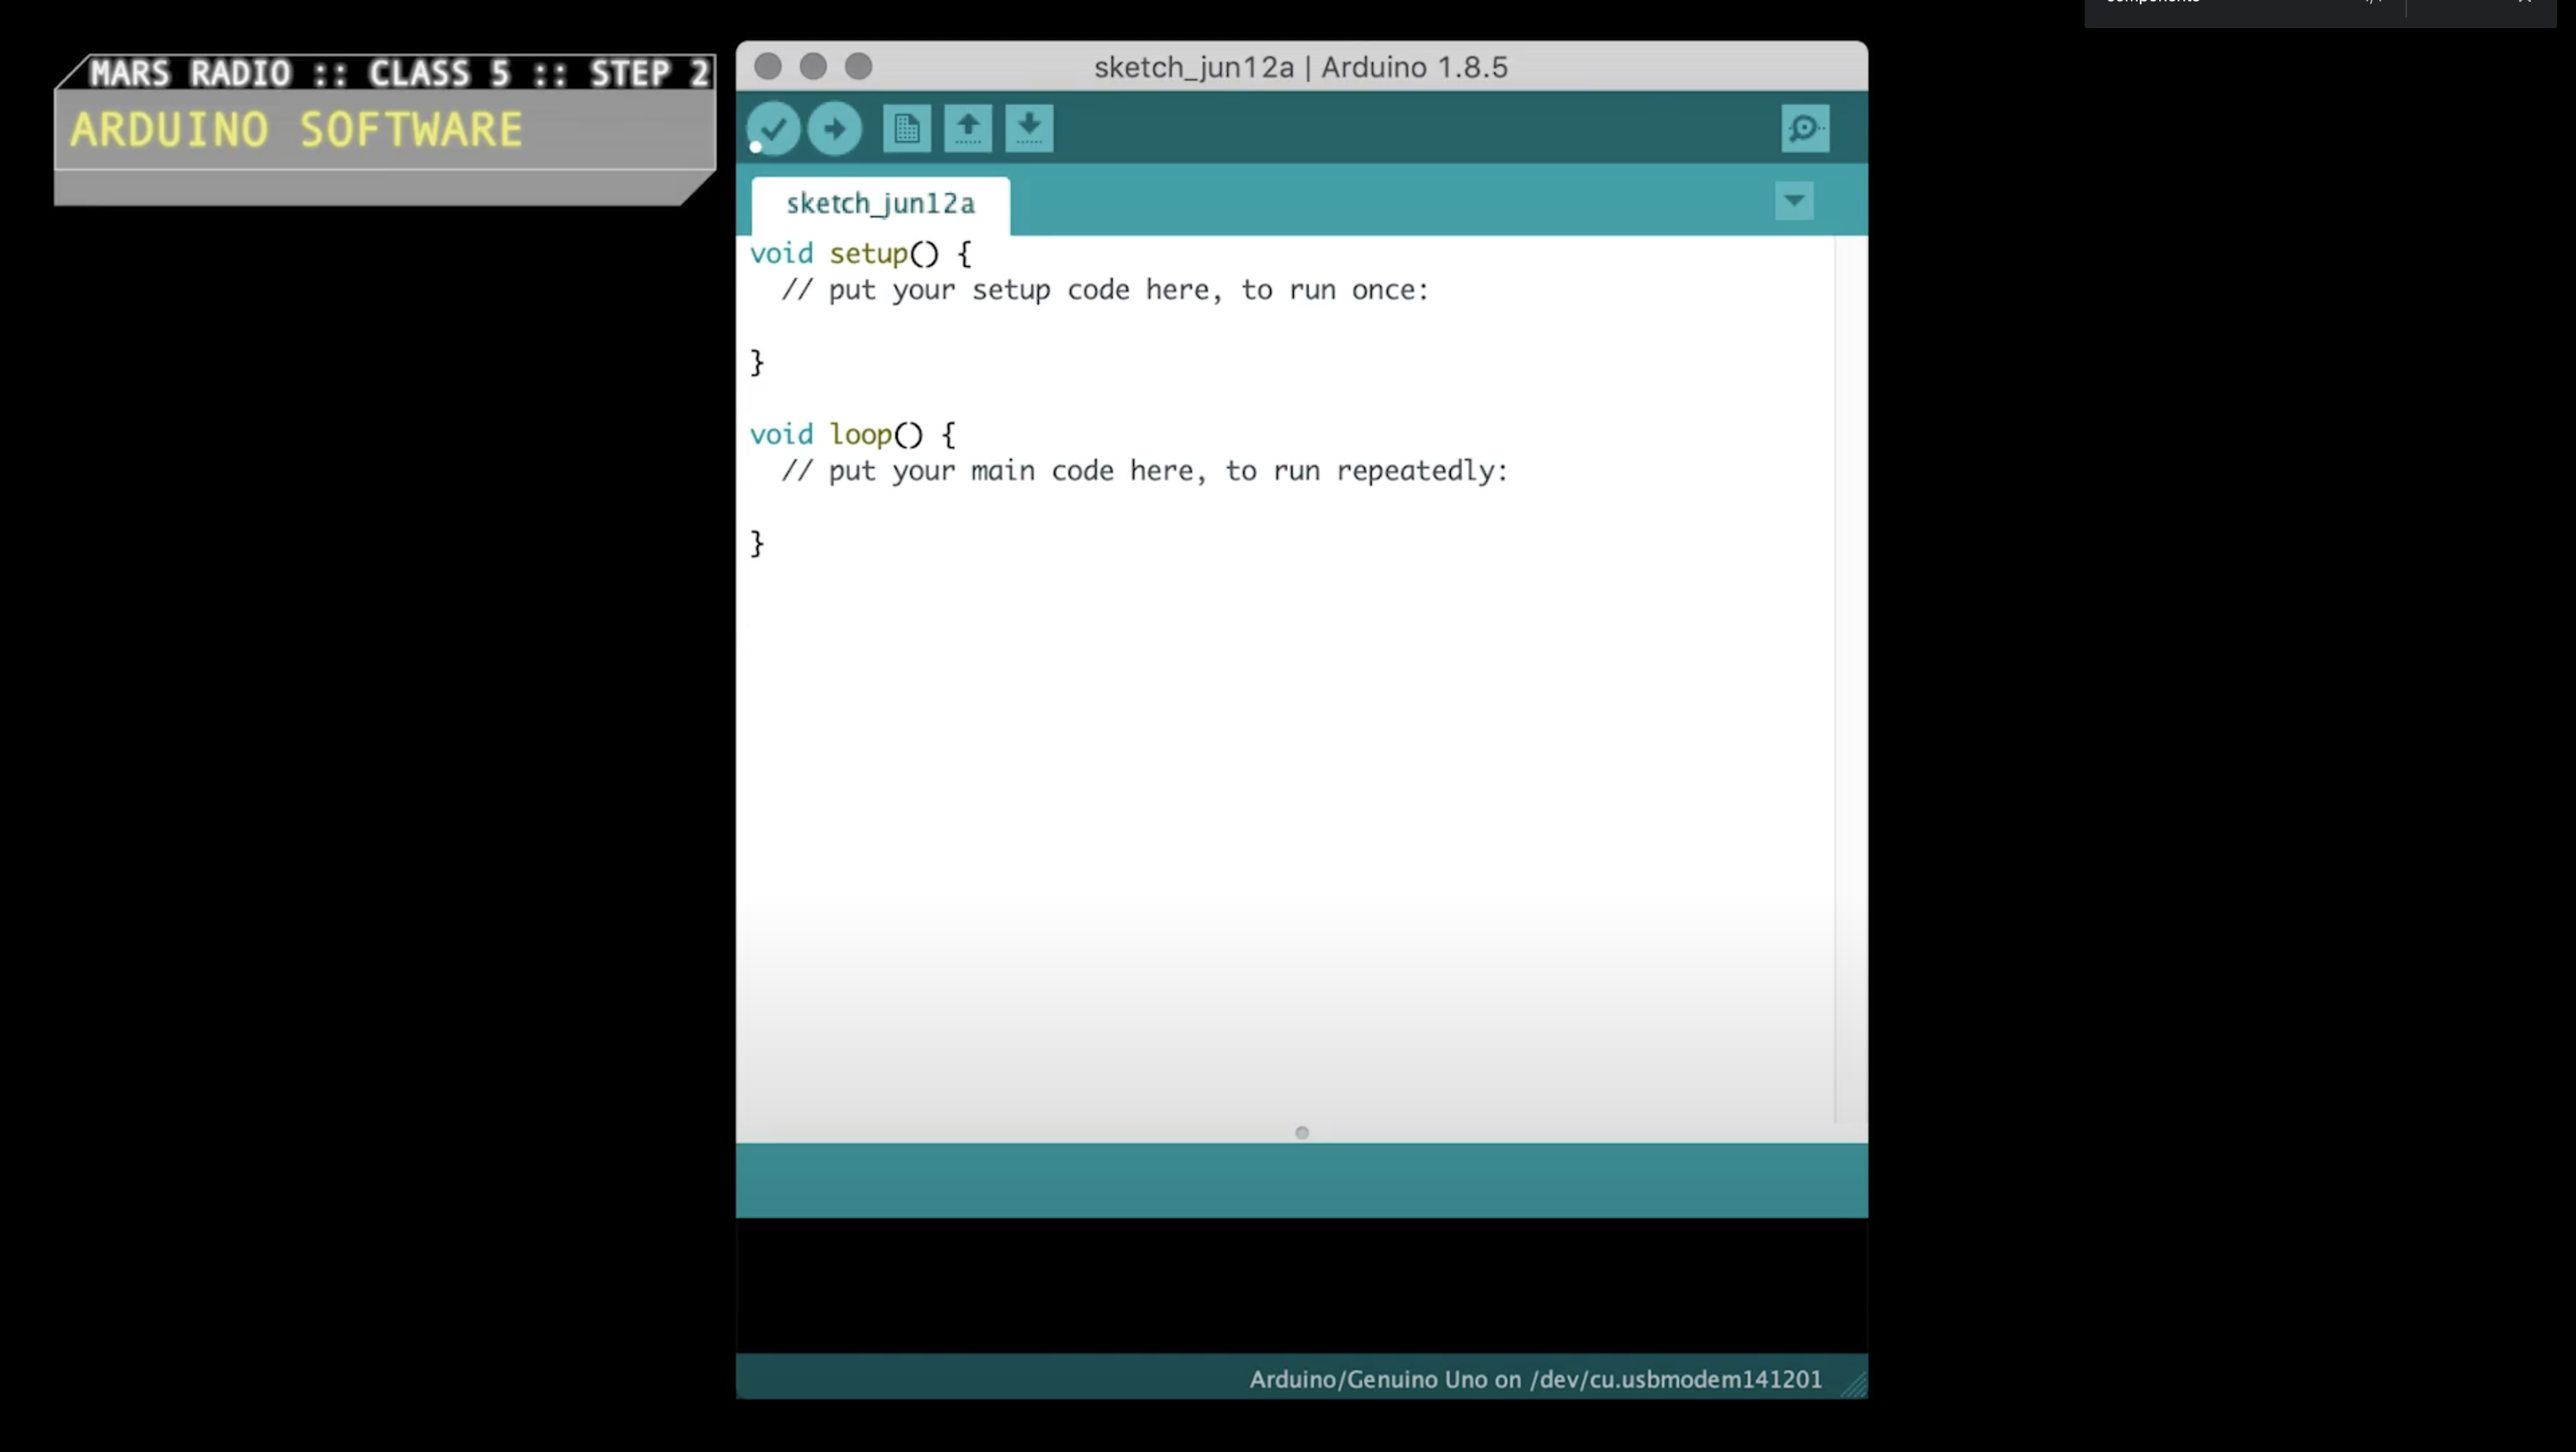 MARS RADIO :: CLASS 5 :: STEP 2
ARDUINO SOFTWARE
sketch_jun12a | Arduino 1.8.5
sketch_jun12a
void setup() {
  // put your setup code here, to run once:
}
void loop() {
  // put your main code here, to run repeatedly:
}
Arduino/Genuino Uno on /dev/cu.usbmodem141201